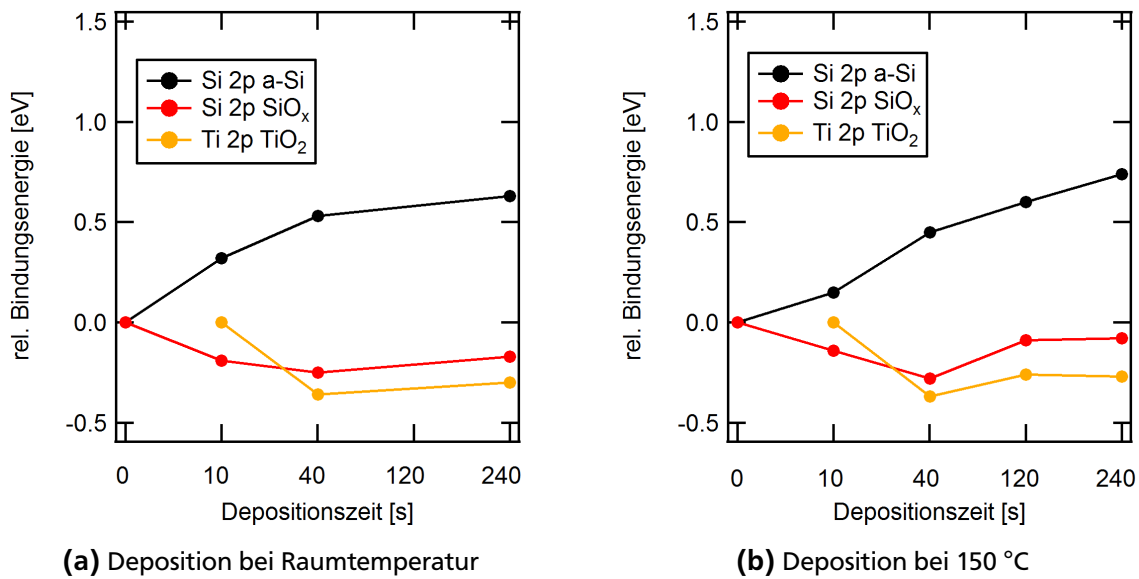 1.5
1.0
0.5
0.0
-0.5
rel. Bindungsenergie [eV]
Si 2p a-Si
Si 2p SiOₓ
Ti 2p TiO₂
0 10 40 120 240
Depositionszeit [s]
(a) Deposition bei Raumtemperatur
1.5
1.0
0.5
0.0
-0.5
rel. Bindungsenergie [eV]
Si 2p a-Si
Si 2p SiOₓ
Ti 2p TiO₂
0 10 40 120 240
Depositionszeit [s]
(b) Deposition bei 150 °C